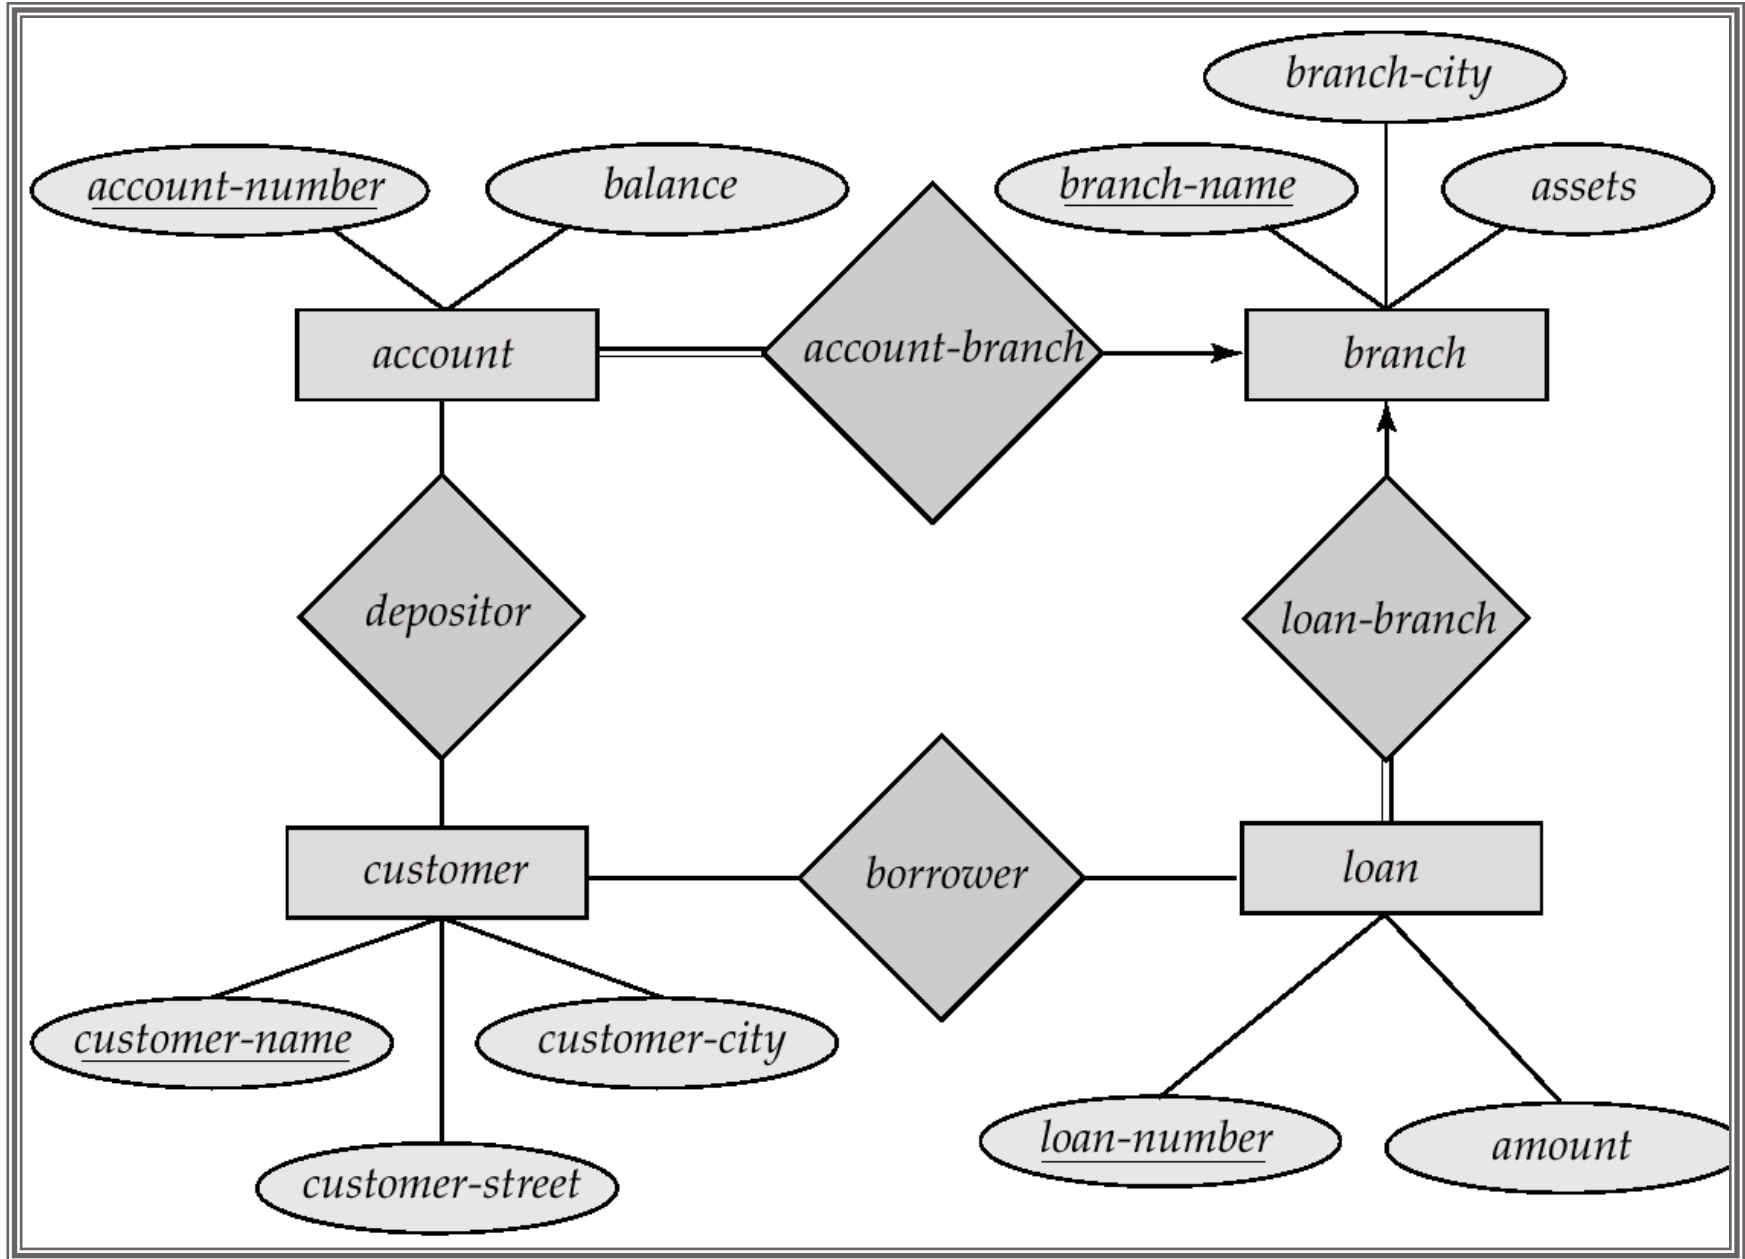 branch-city
account-number
balance
branch-name
assets
account
account-branch
branch
depositor
loan-branch
customer
borrower
loan
customer-name
customer-city
loan-number
amount
customer-street